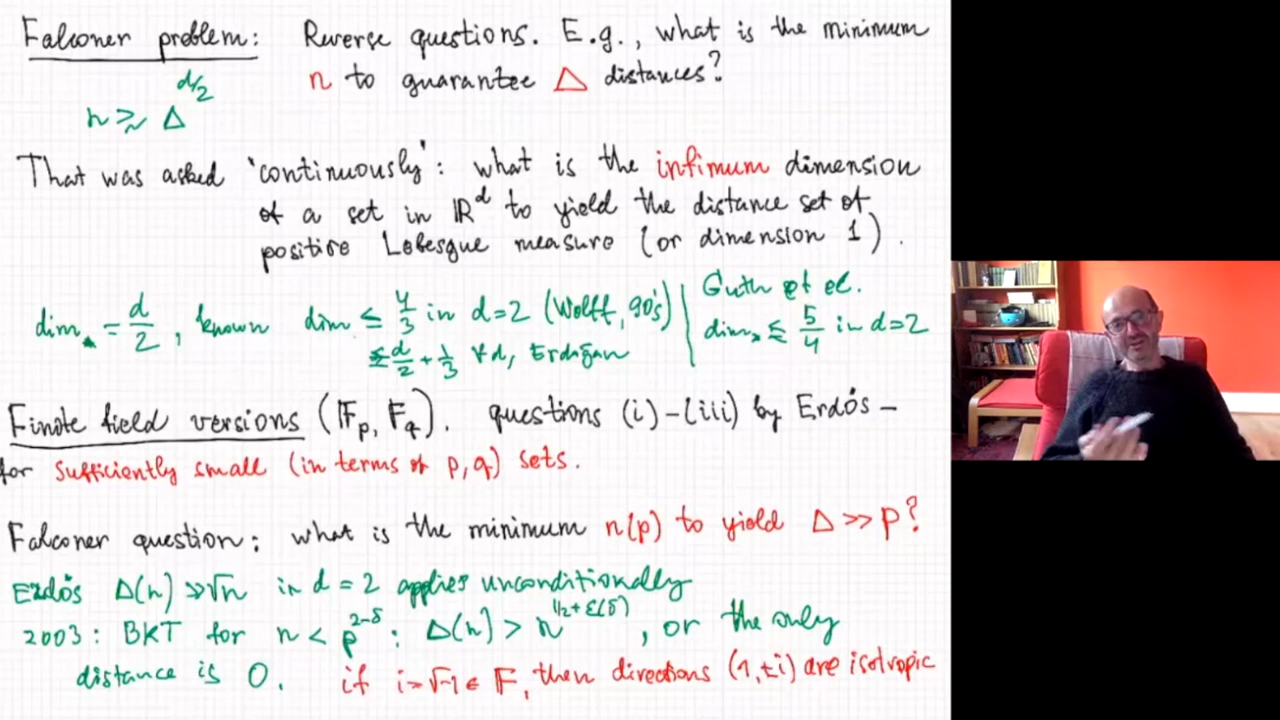 Falconer problem: Reverse questions. E.g., what is the minimum
n to guarantee Δ distances?
n ≳ Δ^{d/2}
That was asked 'continuously': what is the infimum dimension
of a set in ℝ^d to yield the distance set of
positive Lebesgue measure (or dimension 1).
dim = d/2, known dim ≤ 4/3 in d=2 (Wolff, 90's) | Guth et el.
≤ d/2 + 1/3 ∀d, Erdoğan | dim ≤ 5/4 in d=2
Finite field versions (𝔽_p, 𝔽_q). questions (i)-(iii) by Erdős –
for sufficiently small (in terms of p,q) sets.
Falconer question: what is the minimum n(p) to yield Δ >> p?
Erdős Δ(n) >> √n in d=2 applies unconditionally
2003: BKT for n < p^{2-δ}: Δ(n) > n^{1/2+ε(δ)}, or the only
distance is 0. if i=√-1 ∈ 𝔽, then directions (1,±i) are isotropic